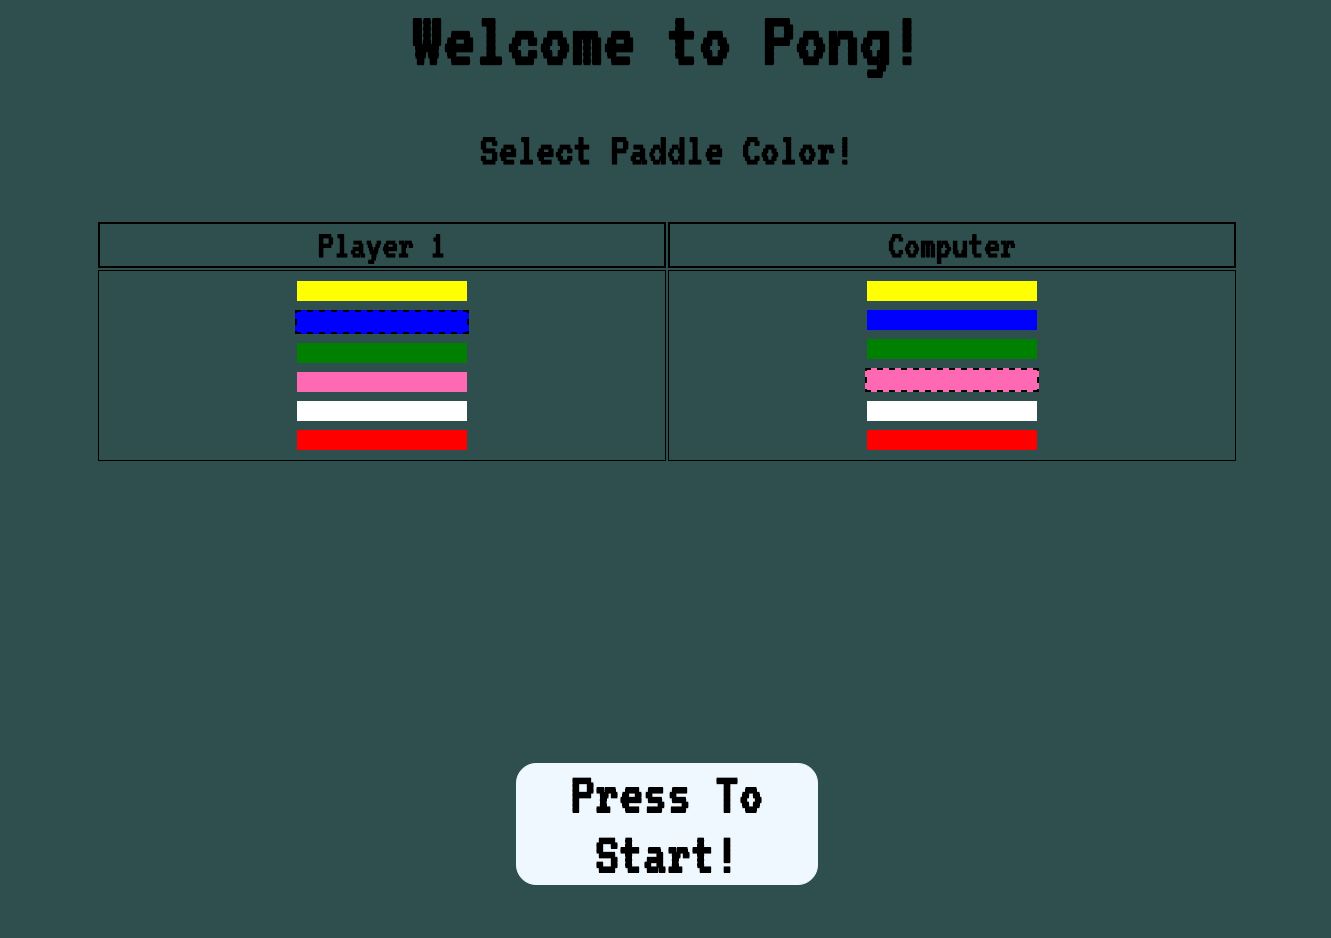 Welcome to Pong!
Select Paddle Color!
Player 1
Computer
Press To
Start!